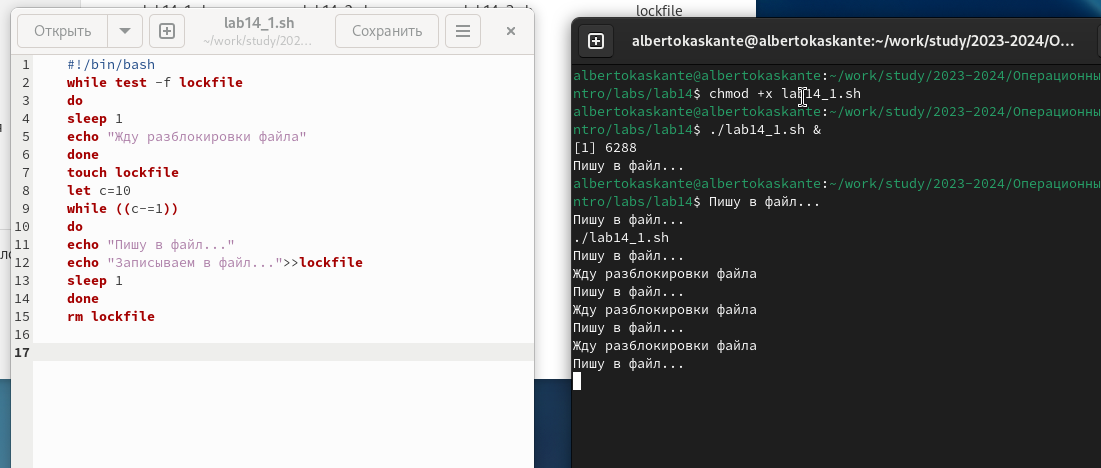 lockfile
Открыть
lab14_1.sh
~/work/study/202...
Сохранить
1 #!/bin/bash
2 while test -f lockfile
3 do
4 sleep 1
5 echo "Жду разблокировки файла"
6 done
7 touch lockfile
8 let c=10
9 while ((c-=1))
10 do
11 echo "Пишу в файл..."
12 echo "Записываем в файл...">>lockfile
13 sleep 1
14 done
15 rm lockfile
16
17
albertokaskante@albertokaskante:~/work/study/2023-2024/О...
albertokaskante@albertokaskante:~/work/study/2023-2024/Операционны
ntro/labs/lab14$ chmod +x lab14_1.sh
albertokaskante@albertokaskante:~/work/study/2023-2024/Операционны
ntro/labs/lab14$ ./lab14_1.sh &
[1] 6288
Пишу в файл...
albertokaskante@albertokaskante:~/work/study/2023-2024/Операционны
ntro/labs/lab14$ Пишу в файл...
Пишу в файл...
./lab14_1.sh
Пишу в файл...
Жду разблокировки файла
Пишу в файл...
Жду разблокировки файла
Пишу в файл...
Жду разблокировки файла
Пишу в файл...